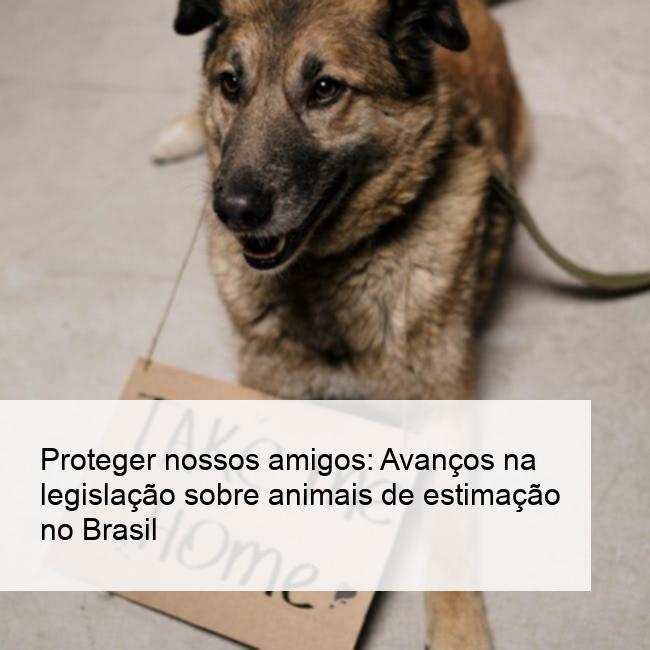 Proteger nossos amigos: Avanços na
legislação sobre animais de estimação
no Brasil
TAKE me
Home!